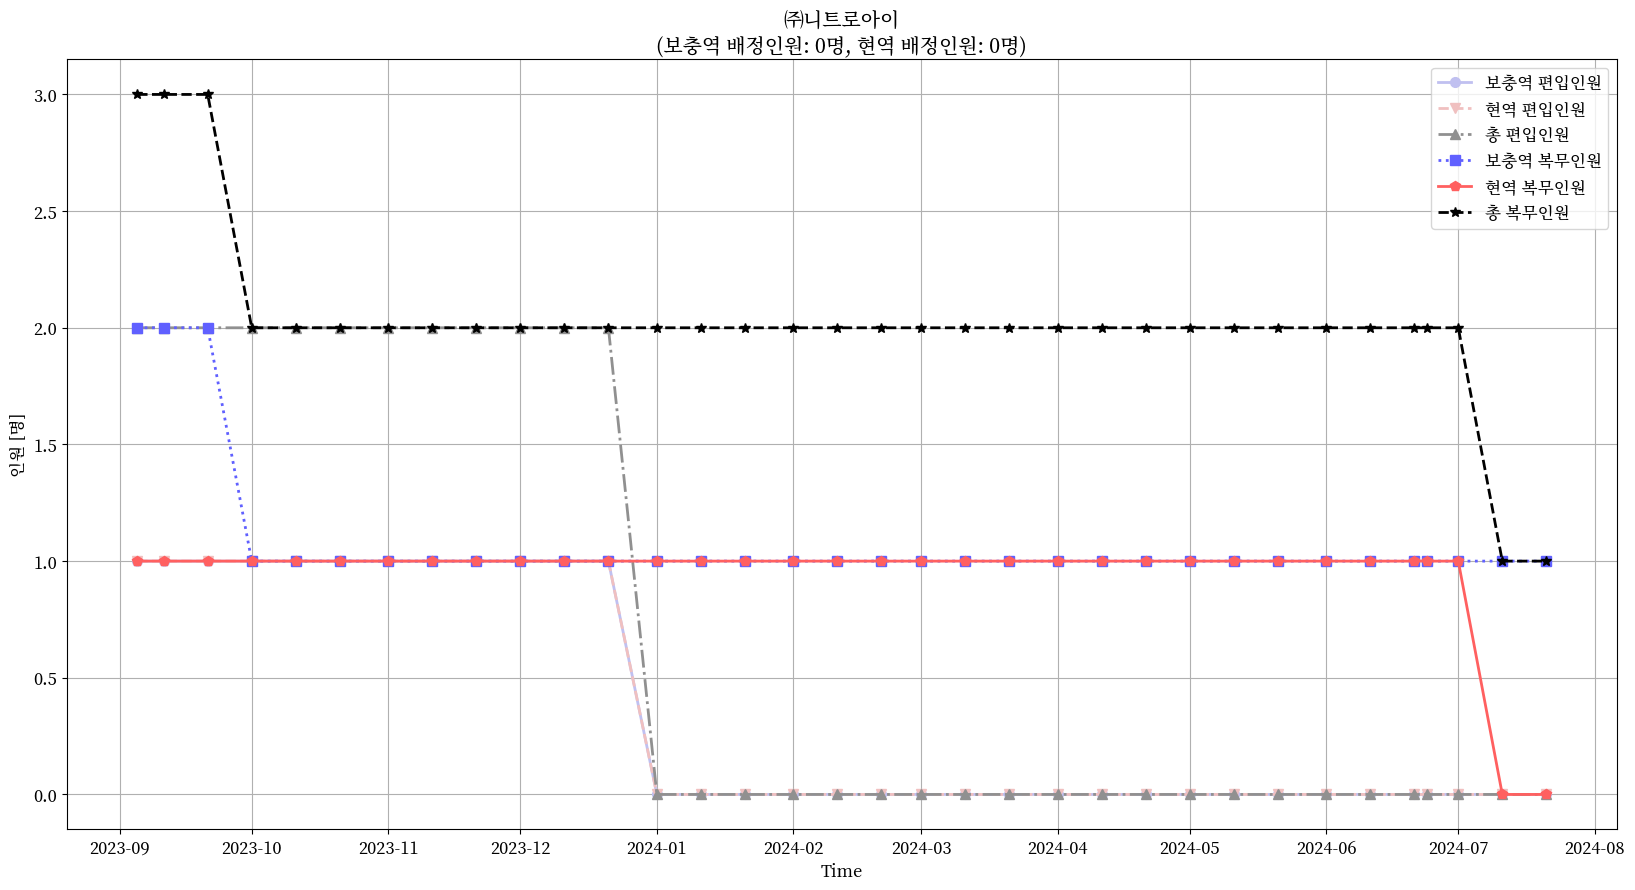 ㈜니트로아이
(보충역 배정인원: 0명, 현역 배정인원: 0명)
보충역 편입인원
현역 편입인원
총 편입인원
보충역 복무인원
현역 복무인원
총 복무인원
인원 [명]
3.0
2.5
2.0
1.5
1.0
0.5
0.0
2023-09 2023-10 2023-11 2023-12 2024-01 2024-02 2024-03 2024-04 2024-05 2024-06 2024-07 2024-08
Time